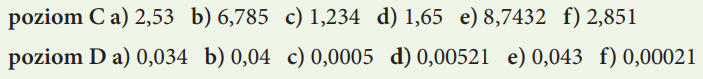 poziom C a) 2,53 b) 6,785 c) 1,234 d) 1,65 e) 8,7432 f) 2,851
poziom D a) 0,034 b) 0,04 c) 0,0005 d) 0,00521 e) 0,043 f) 0,00021